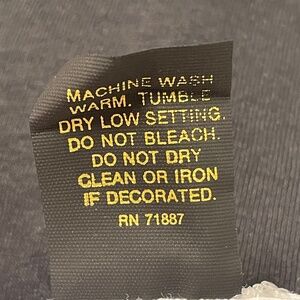 MACHINE WASH
WARM. TUMBLE
DRY LOW SETTING.
DO NOT BLEACH.
DO NOT DRY
CLEAN OR IRON
IF DECORATED.
RN 71887